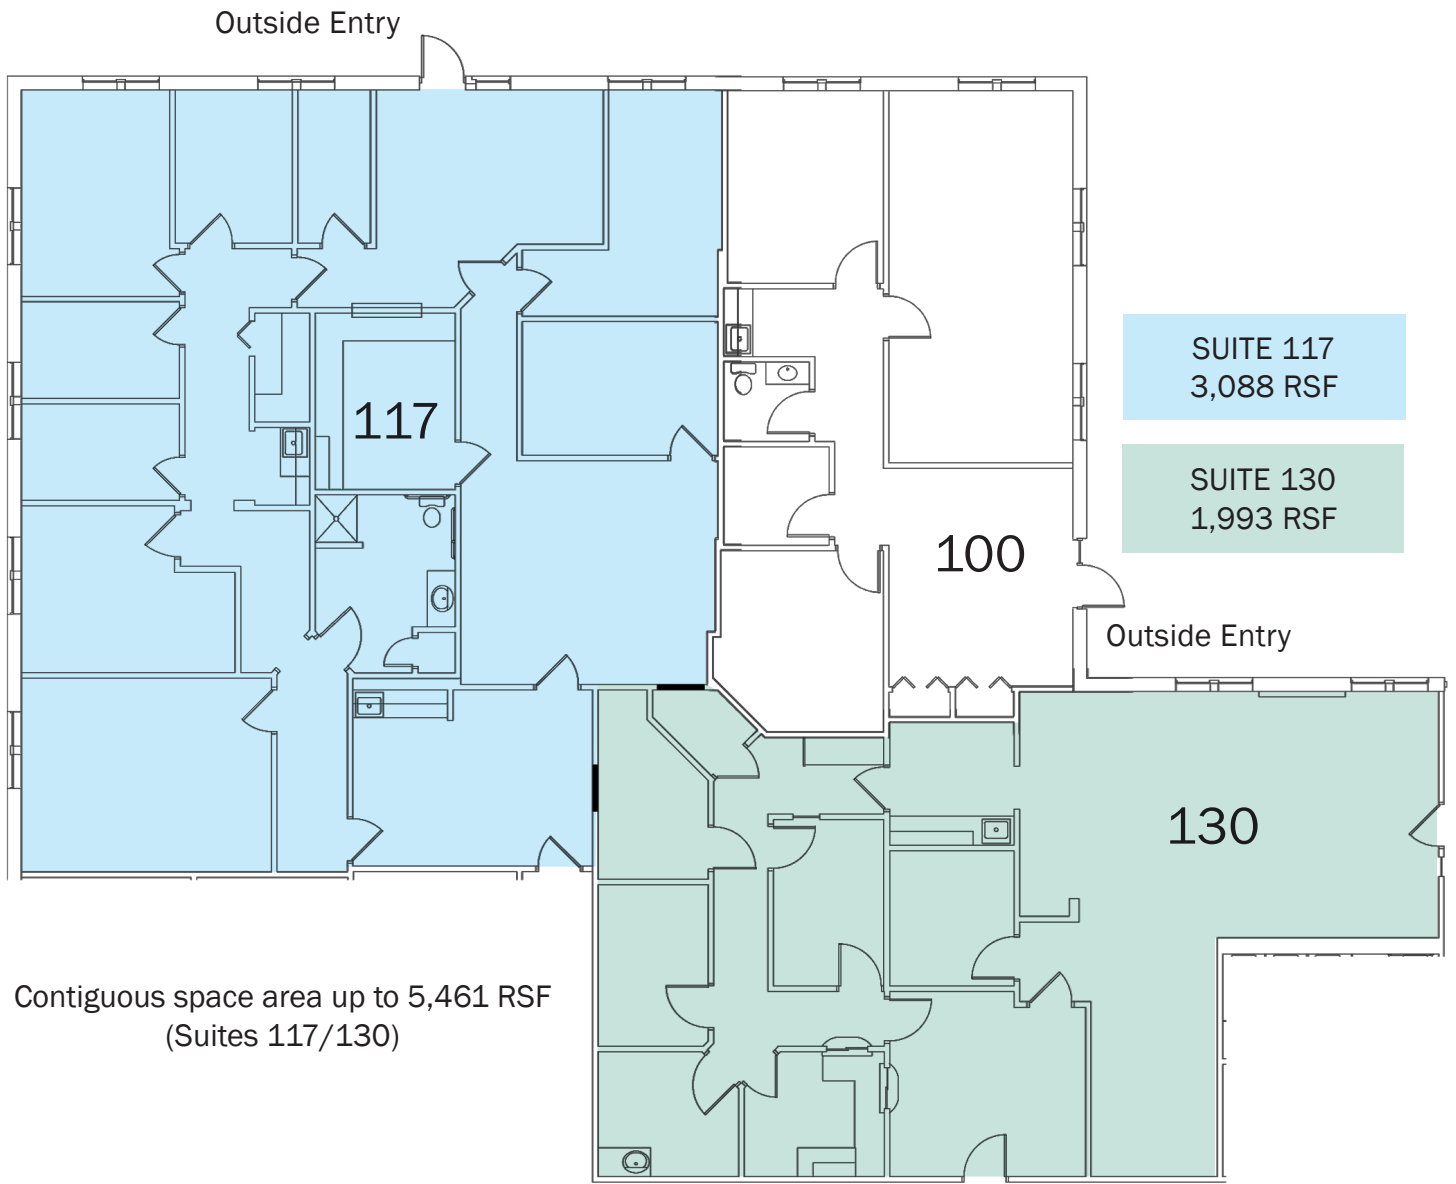 Outside Entry
SUITE 117
3,088 RSF
117
SUITE 130
1,993 RSF
100
Outside Entry
130
Contiguous space area up to 5,461 RSF
(Suites 117/130)